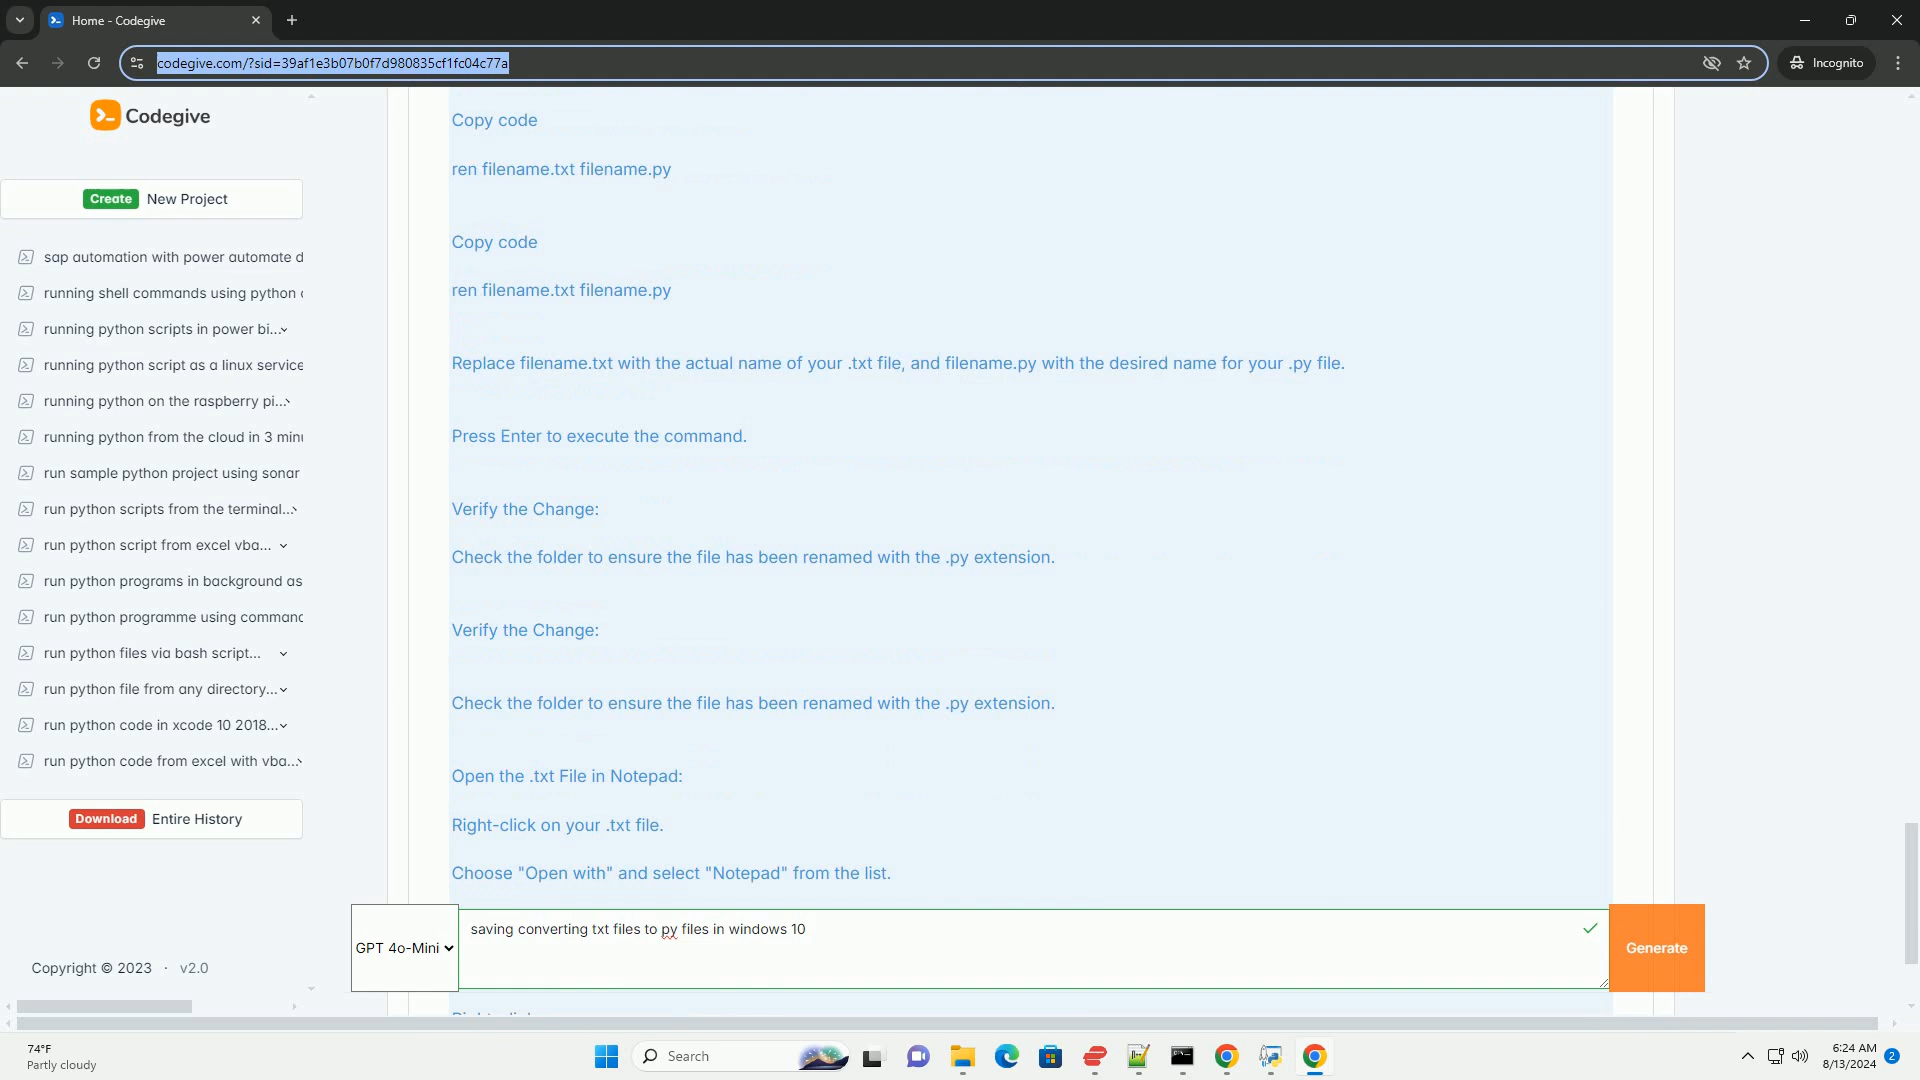 Home - Codegive
codegive.com/?sid=39af1e3b07b0f7d980835cf1fc04c77a
Incognito
Codegive
Create New Project
sap automation with power automate d
running shell commands using python
running python scripts in power bi...
running python script as a linux service
running python on the raspberry pi...
running python from the cloud in 3 min
run sample python project using sonar
run python scripts from the terminal...
run python script from excel vba...
run python programs in background as
run python programme using command
run python files via bash script...
run python file from any directory...
run python code in xcode 10 2018...
run python code from excel with vba...
Download Entire History
Copyright © 2023 · v2.0
Copy code
ren filename.txt filename.py
Copy code
ren filename.txt filename.py
Replace filename.txt with the actual name of your .txt file, and filename.py with the desired name for your .py file.
Press Enter to execute the command.
Verify the Change:
Check the folder to ensure the file has been renamed with the .py extension.
Verify the Change:
Check the folder to ensure the file has been renamed with the .py extension.
Open the .txt File in Notepad:
Right-click on your .txt file.
Choose "Open with" and select "Notepad" from the list.
GPT 4o-Mini
saving converting txt files to py files in windows 10
Generate
74°F
Partly cloudy
Search
6:24 AM
8/13/2024
2